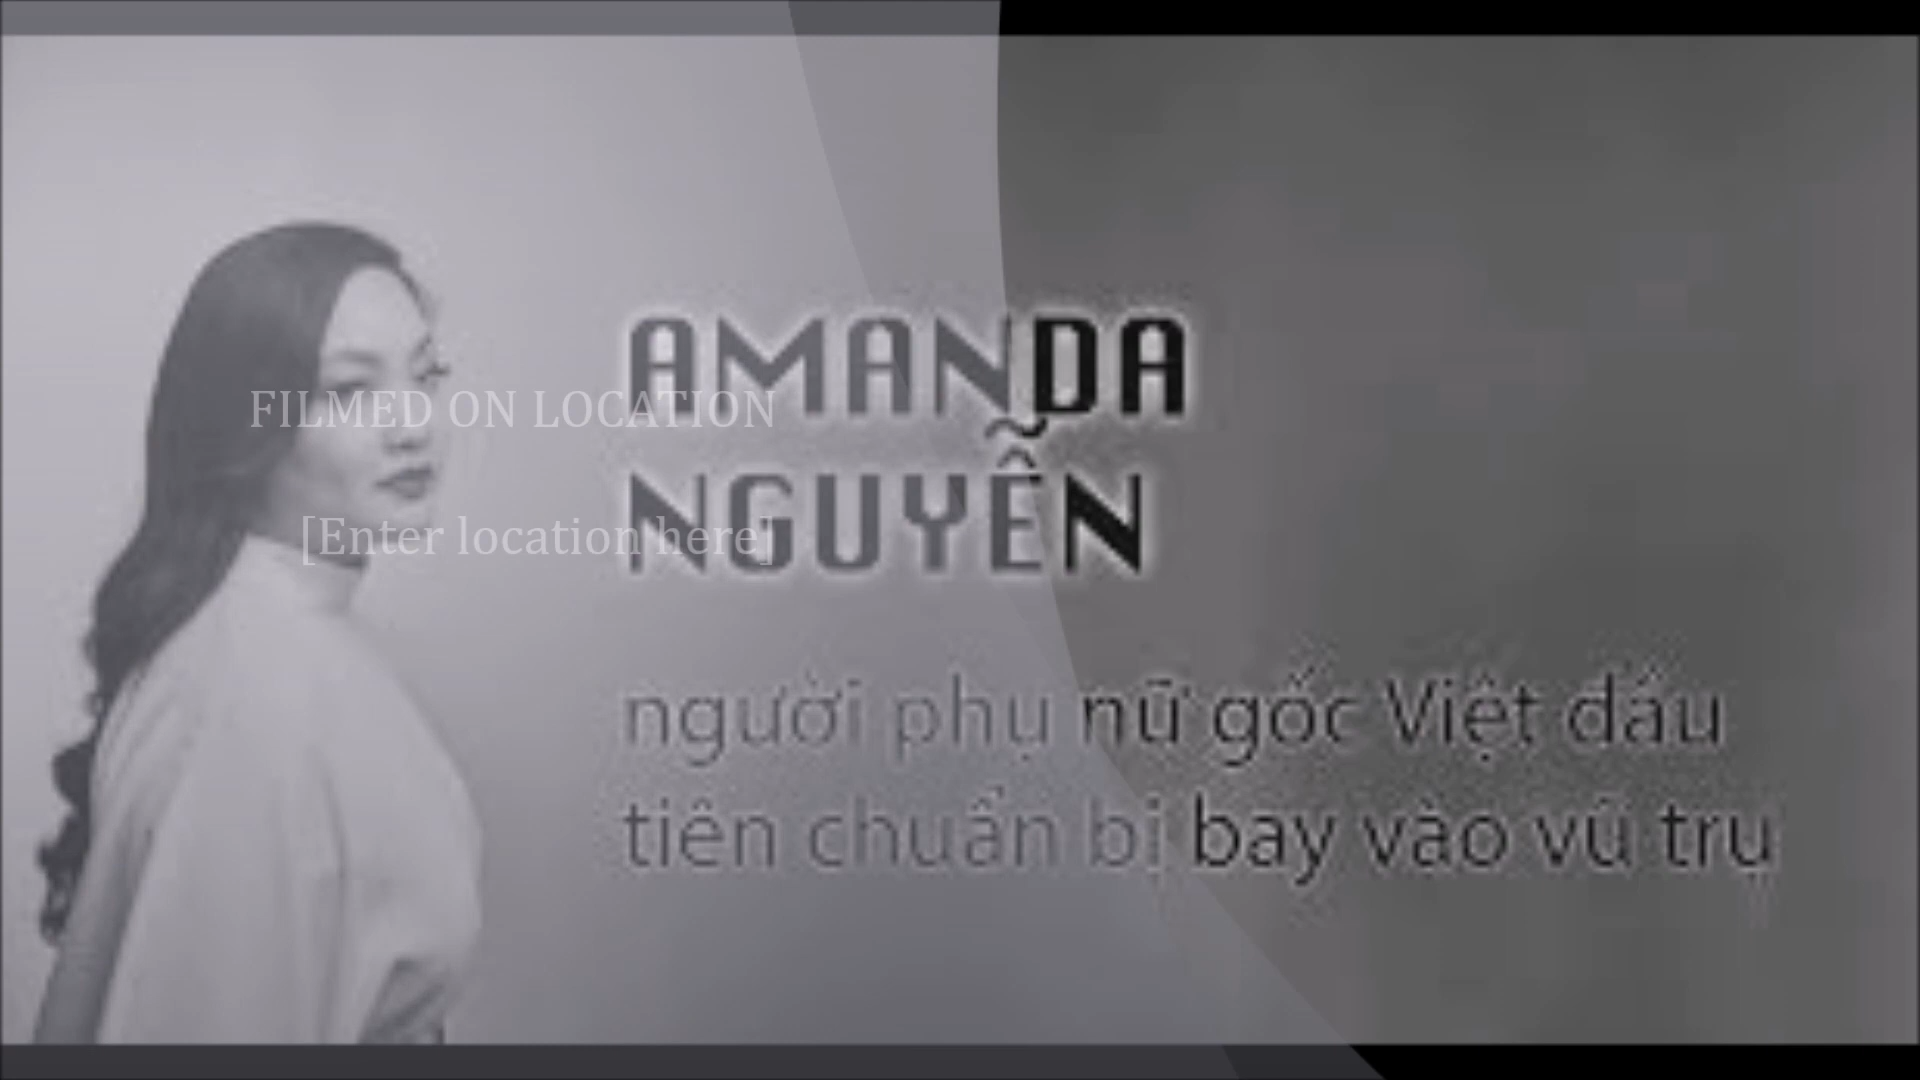 AMANDA
FILMED ON LOCATION
NGUYỄN
[Enter location here]
người phụ nữ gốc Việt đầu
tiên chuẩn bị bay vào vũ trụ